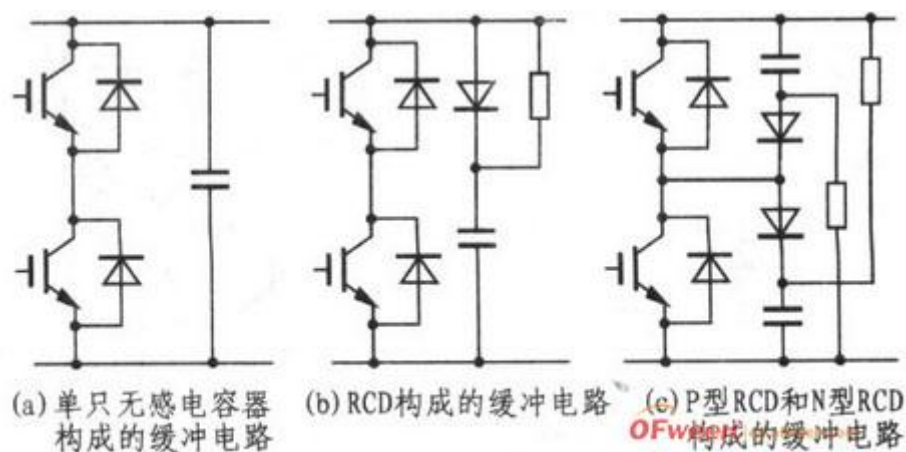 (a) 单只无感电容器
构成的缓冲电路
(b) RCD构成的缓冲电路
(c) P型RCD和N型RCD
构成的缓冲电路
OFweek